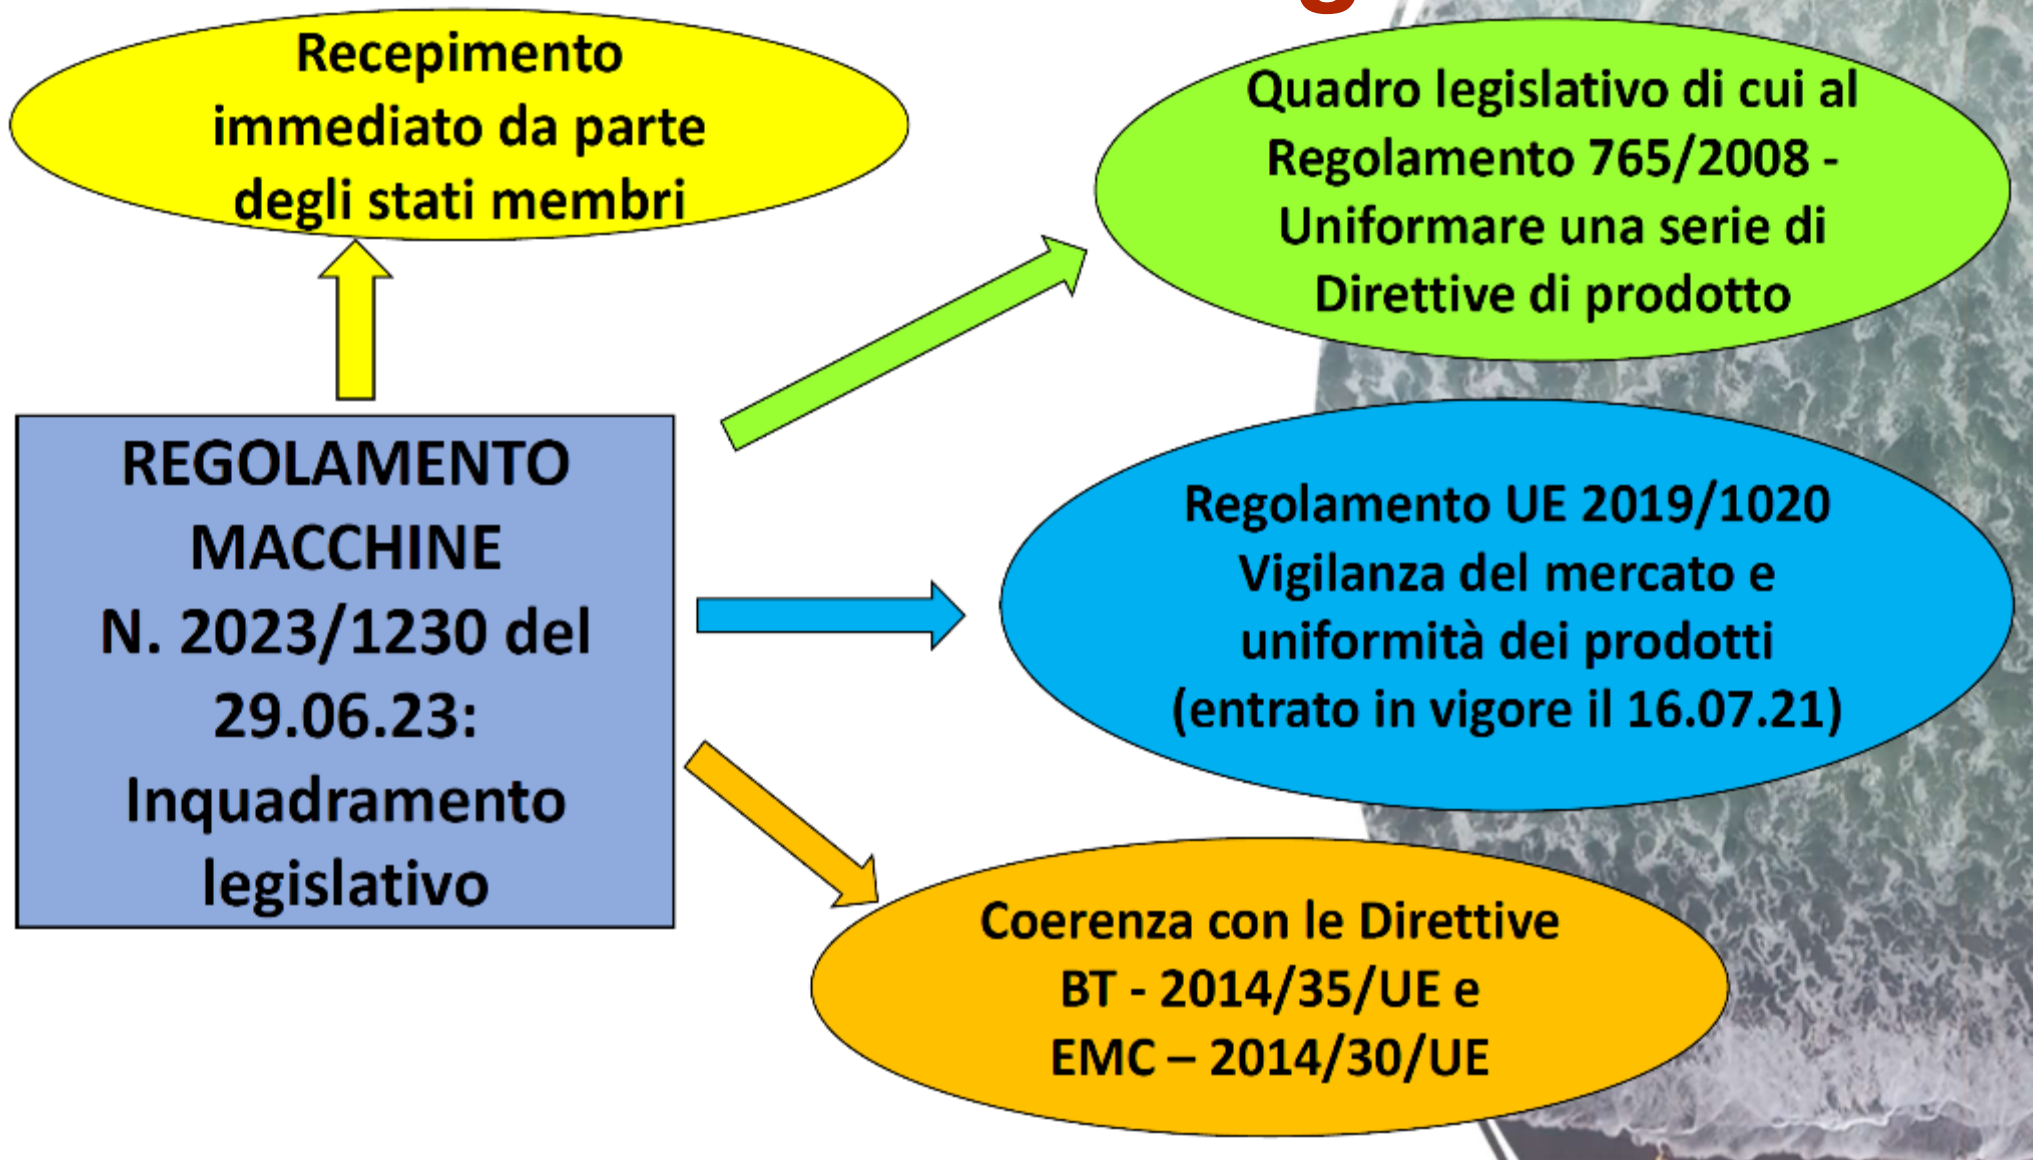 Recepimento
immediato da parte
degli stati membri
Quadro legislativo di cui al
Regolamento 765/2008 -
Uniformare una serie di
Direttive di prodotto
REGOLAMENTO
MACCHINE
N. 2023/1230 del
29.06.23:
Inquadramento
legislativo
Regolamento UE 2019/1020
Vigilanza del mercato e
uniformità dei prodotti
(entrato in vigore il 16.07.21)
Coerenza con le Direttive
BT - 2014/35/UE e
EMC – 2014/30/UE